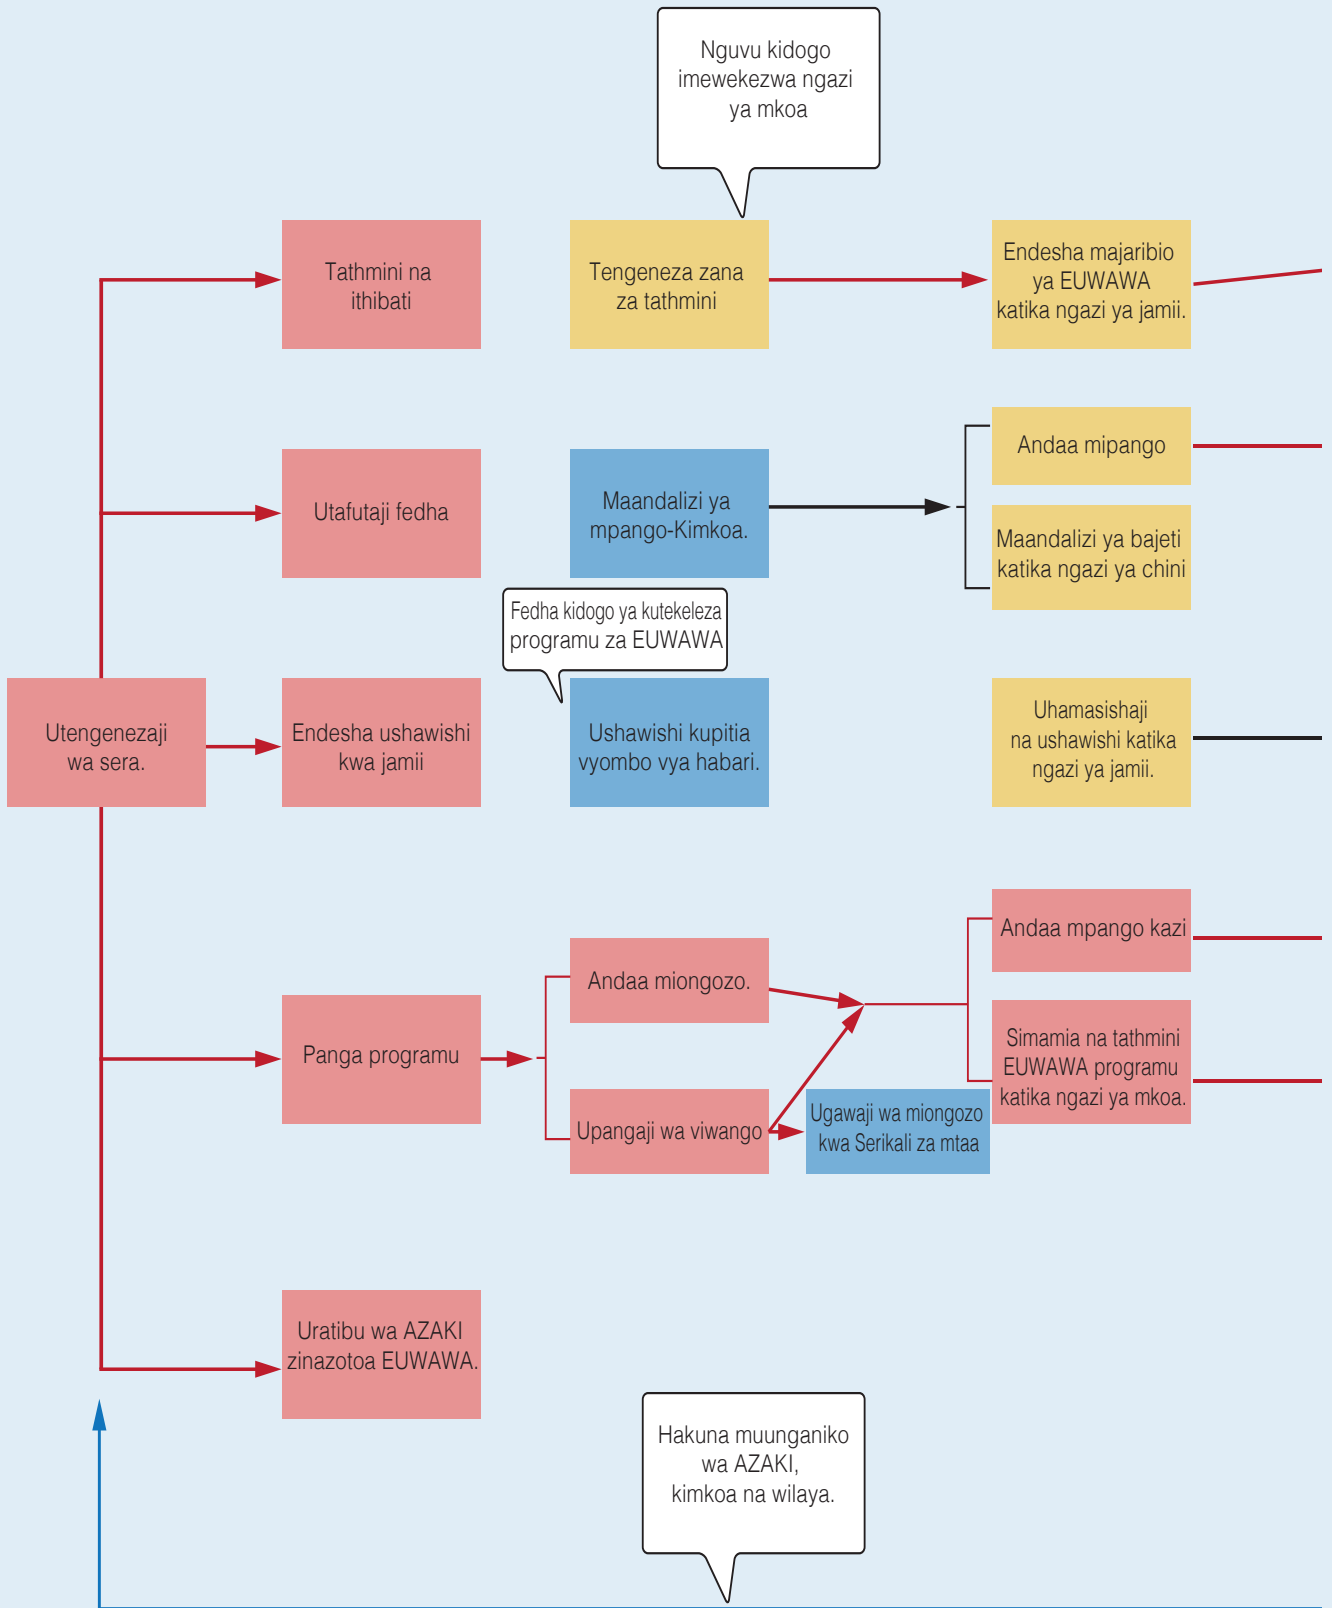 Nguvu kidogo
imewekezwa ngazi
ya mkoa
Tathmini na
ithibati
Tengeneza zana
za tathmini
Endesha majaribio
ya EUWAWA
katika ngazi ya jamii.
Utafutaji fedha
Maandalizi ya
mpango-Kimkoa.
Andaa mipango
Maandalizi ya bajeti
katika ngazi ya chini
Fedha kidogo ya kutekeleza
programu za EUWAWA
Utengenezaji
wa sera.
Endesha ushawishi
kwa jamii
Ushawishi kupitia
vyombo vya habari.
Uhamasishaji
na ushawishi katika
ngazi ya jamii.
Panga programu
Andaa miongozo.
Upangaji wa viwango
Ugawaji wa miongozo
kwa Serikali za mtaa
Andaa mpango kazi
Simamia na tathmini
EUWAWA programu
katika ngazi ya mkoa.
Uratibu wa AZAKI
zinazotoa EUWAWA.
Hakuna muunganiko
wa AZAKI,
kimkoa na wilaya.